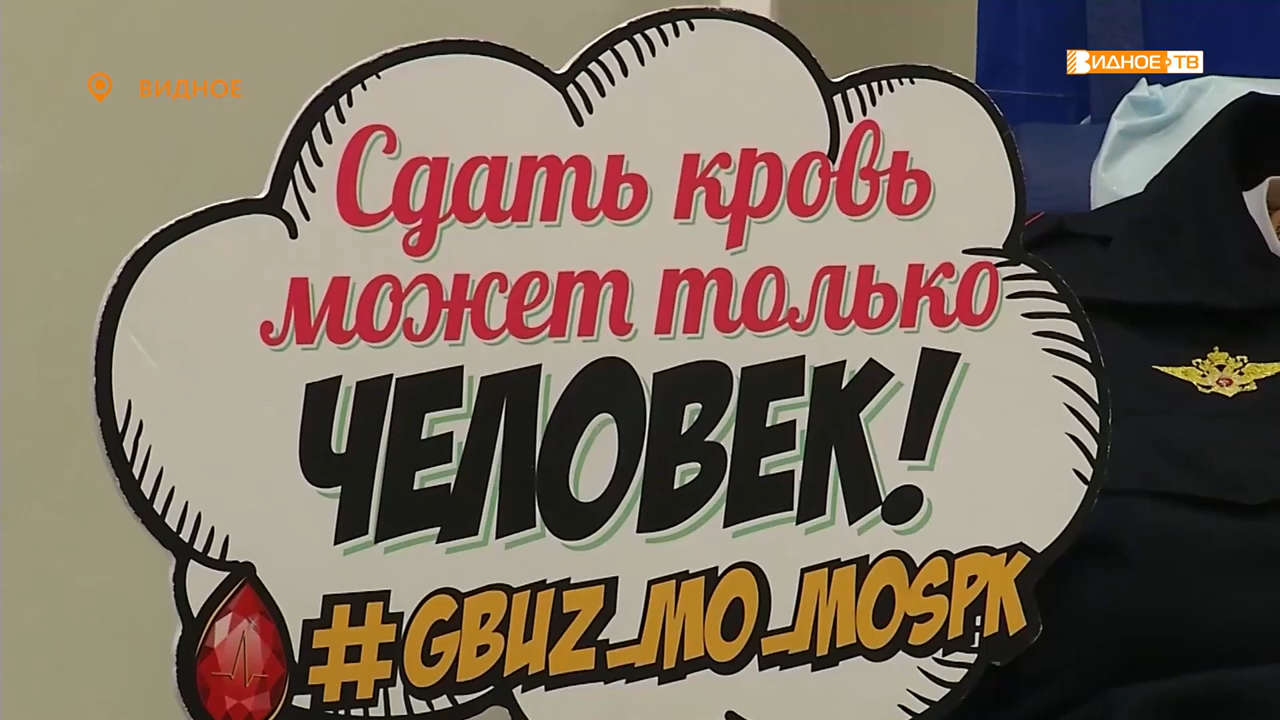 ВИДНОЕ
ВИДНОЕ ТВ
Сдать кровь
может только
ЧЕЛОВЕК!
#GBUZ_MO_MOSPK